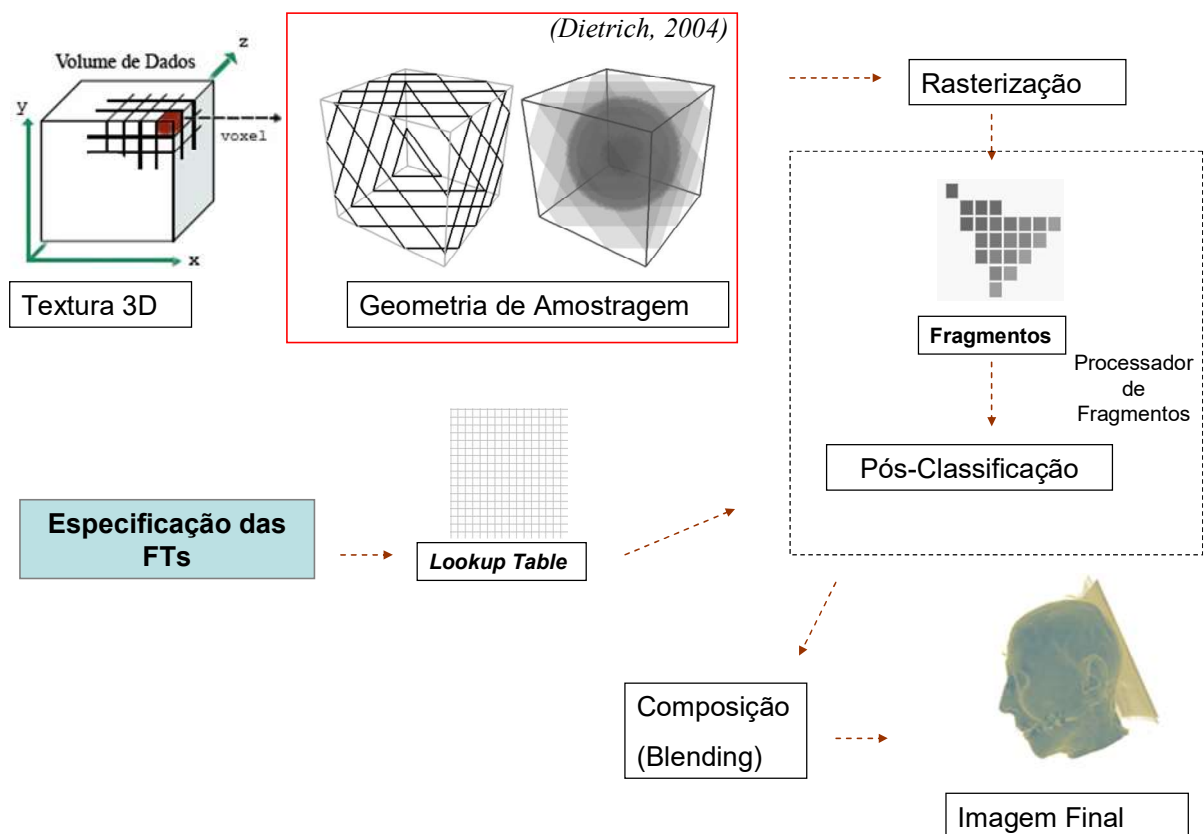 (Dietrich, 2004)
z
Volume de Dados
y
voxel
x
Textura 3D
Geometria de Amostragem
Rasterização
Fragmentos
Processador
de
Fragmentos
Pós-Classificação
Especificação das
FTs
Lookup Table
Composição
(Blending)
Imagem Final